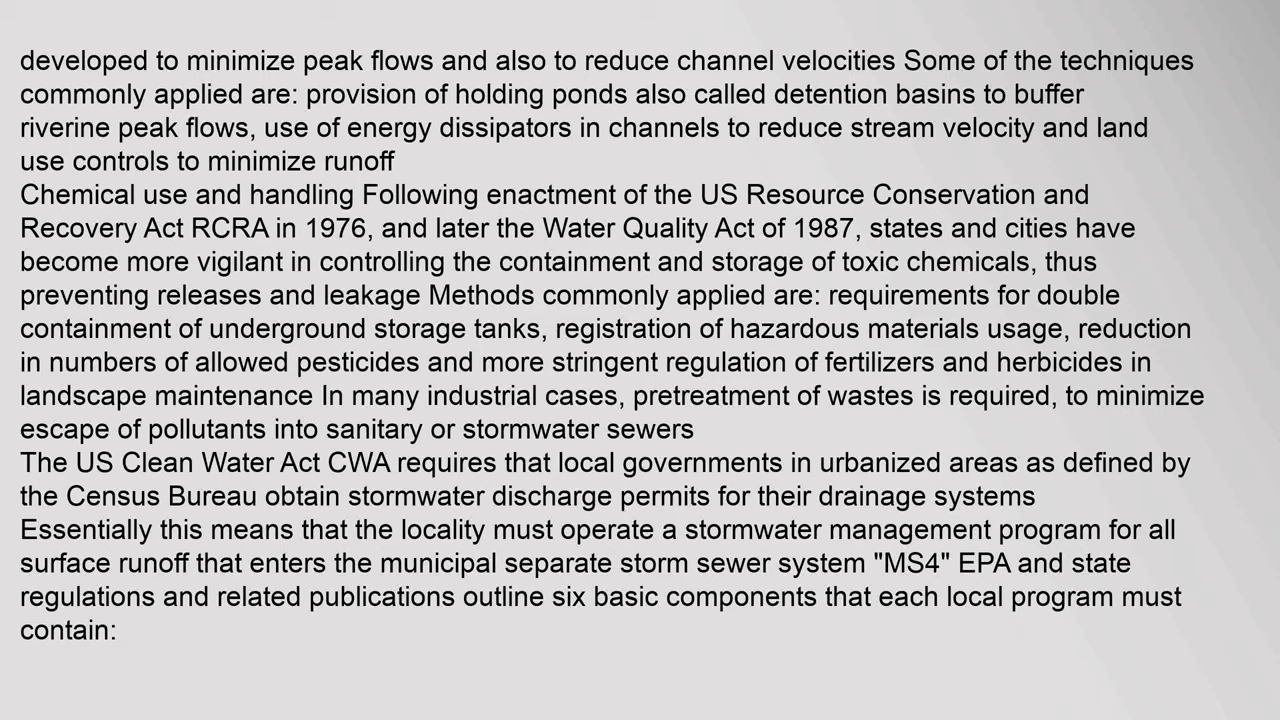 developed to minimize peak flows and also to reduce channel velocities Some of the techniques
commonly applied are: provision of holding ponds also called detention basins to buffer
riverine peak flows, use of energy dissipators in channels to reduce stream velocity and land
use controls to minimize runoff
Chemical use and handling Following enactment of the US Resource Conservation and
Recovery Act RCRA in 1976, and later the Water Quality Act of 1987, states and cities have
become more vigilant in controlling the containment and storage of toxic chemicals, thus
preventing releases and leakage Methods commonly applied are: requirements for double
containment of underground storage tanks, registration of hazardous materials usage, reduction
in numbers of allowed pesticides and more stringent regulation of fertilizers and herbicides in
landscape maintenance In many industrial cases, pretreatment of wastes is required, to minimize
escape of pollutants into sanitary or stormwater sewers
The US Clean Water Act CWA requires that local governments in urbanized areas as defined by
the Census Bureau obtain stormwater discharge permits for their drainage systems
Essentially this means that the locality must operate a stormwater management program for all
surface runoff that enters the municipal separate storm sewer system "MS4" EPA and state
regulations and related publications outline six basic components that each local program must
contain: